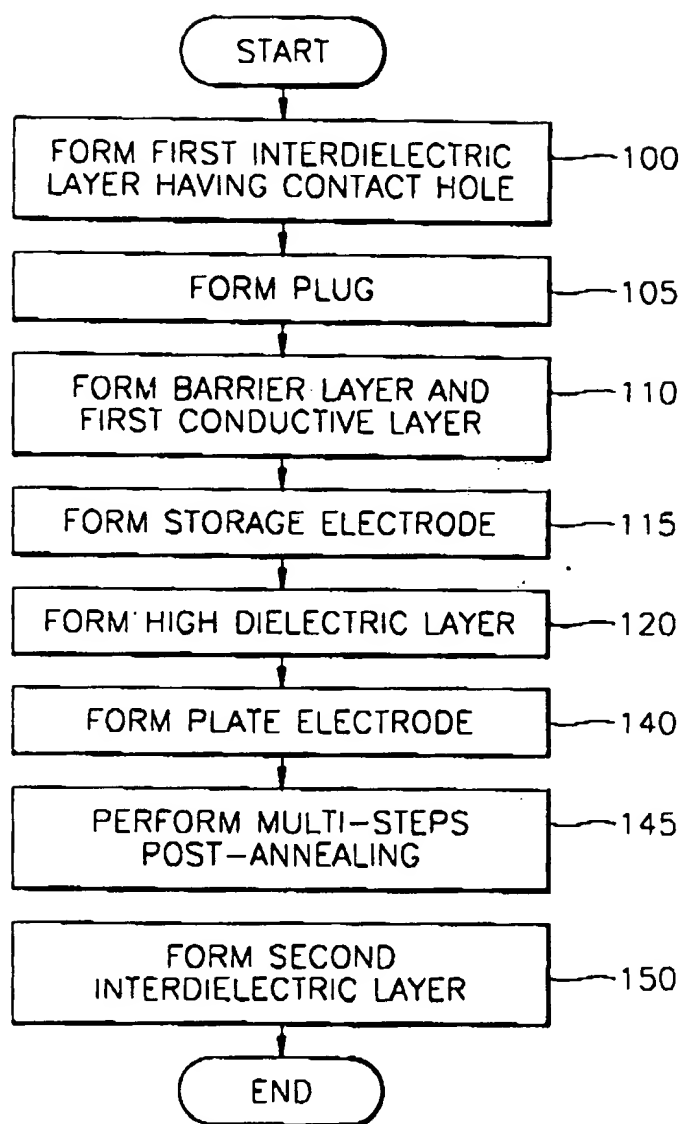 START
FORM FIRST INTERDIELECTRIC
LAYER HAVING CONTACT HOLE
100
FORM PLUG
105
FORM BARRIER LAYER AND
FIRST CONDUCTIVE LAYER
110
FORM STORAGE ELECTRODE
115
FORM HIGH DIELECTRIC LAYER
120
FORM PLATE ELECTRODE
140
PERFORM MULTI-STEPS
POST-ANNEALING
145
FORM SECOND
INTERDIELECTRIC LAYER
150
END